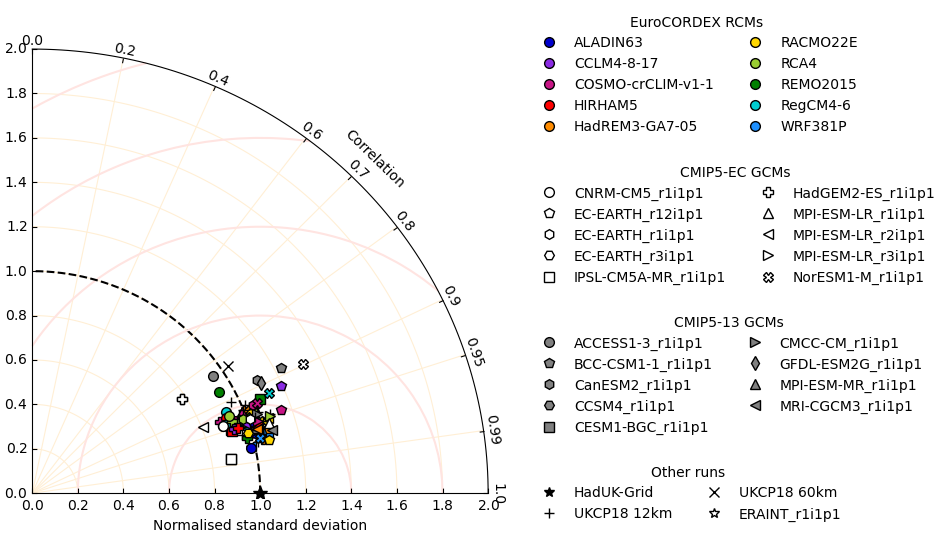 0.0
0.2
0.4
0.6
Correlation
0.7
0.8
0.9
0.95
0.99
1.0
2.0
1.8
1.6
1.4
1.2
1.0
0.8
0.6
0.4
0.2
0.0
0.0 0.2 0.4 0.6 0.8 1.0 1.2 1.4 1.6 1.8 2.0
Normalised standard deviation
EuroCORDEX RCMs
ALADIN63 RACMO22E
CCLM4-8-17 RCA4
COSMO-crCLIM-v1-1 REMO2015
HIRHAM5 RegCM4-6
HadREM3-GA7-05 WRF381P
CMIP5-EC GCMs
CNRM-CM5_r1i1p1 HadGEM2-ES_r1i1p1
EC-EARTH_r12i1p1 MPI-ESM-LR_r1i1p1
EC-EARTH_r1i1p1 MPI-ESM-LR_r2i1p1
EC-EARTH_r3i1p1 MPI-ESM-LR_r3i1p1
IPSL-CM5A-MR_r1i1p1 NorESM1-M_r1i1p1
CMIP5-13 GCMs
ACCESS1-3_r1i1p1 CMCC-CM_r1i1p1
BCC-CSM1-1_r1i1p1 GFDL-ESM2G_r1i1p1
CanESM2_r1i1p1 MPI-ESM-MR_r1i1p1
CCSM4_r1i1p1 MRI-CGCM3_r1i1p1
CESM1-BGC_r1i1p1
Other runs
HadUK-Grid UKCP18 60km
UKCP18 12km ERAINT_r1i1p1